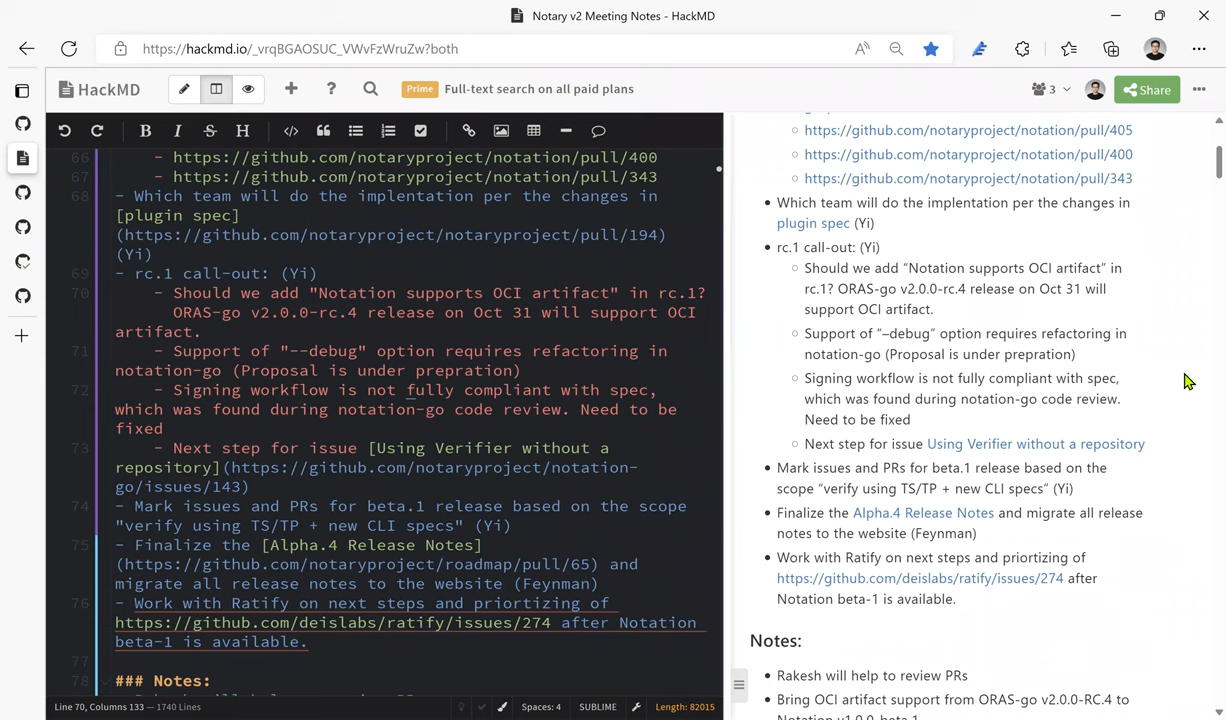 Notary v2 Meeting Notes - HackMD
https://hackmd.io/_vrqBGAOSUC_VWvFzWruZw?both
HackMD
Prime Full-text search on all paid plans
3
Share
66 - https://github.com/notaryproject/notation/pull/400
67 - https://github.com/notaryproject/notation/pull/343
68 - Which team will do the implentation per the changes in
[plugin spec]
(https://github.com/notaryproject/notaryproject/pull/194)
(Yi)
69 - rc.1 call-out: (Yi)
70 - Should we add "Notation supports OCI artifact" in rc.1?
ORAS-go v2.0.0-rc.4 release on Oct 31 will support OCI
artifact.
71 - Support of "--debug" option requires refactoring in
notation-go (Proposal is under prepration)
72 - Signing workflow is not fully compliant with spec,
which was found during notation-go code review. Need to be
fixed
73 - Next step for issue [Using Verifier without a
repository](https://github.com/notaryproject/notation-
go/issues/143)
74 - Mark issues and PRs for beta.1 release based on the scope
"verify using TS/TP + new CLI specs" (Yi)
75 - Finalize the [Alpha.4 Release Notes]
(https://github.com/notaryproject/roadmap/pull/65) and
migrate all release notes to the website (Feynman)
76 - Work with Ratify on next steps and priortizing of
https://github.com/deislabs/ratify/issues/274 after Notation
beta-1 is available.
77
78 ### Notes:
Line 70, Columns 133 — 1740 Lines
Spaces: 4
SUBLIME
Length: 82015
https://github.com/notaryproject/notation/pull/405
https://github.com/notaryproject/notation/pull/400
https://github.com/notaryproject/notation/pull/343
Which team will do the implentation per the changes in
plugin spec (Yi)
rc.1 call-out: (Yi)
Should we add “Notation supports OCI artifact” in
rc.1? ORAS-go v2.0.0-rc.4 release on Oct 31 will
support OCI artifact.
Support of “–debug” option requires refactoring in
notation-go (Proposal is under prepration)
Signing workflow is not fully compliant with spec,
which was found during notation-go code review.
Need to be fixed
Next step for issue Using Verifier without a repository
Mark issues and PRs for beta.1 release based on the
scope “verify using TS/TP + new CLI specs” (Yi)
Finalize the Alpha.4 Release Notes and migrate all release
notes to the website (Feynman)
Work with Ratify on next steps and priortizing of
https://github.com/deislabs/ratify/issues/274 after
Notation beta-1 is available.
Notes:
Rakesh will help to review PRs
Bring OCI artifact support from ORAS-go v2.0.0-RC.4 to
Notation v1.0.0-beta.1